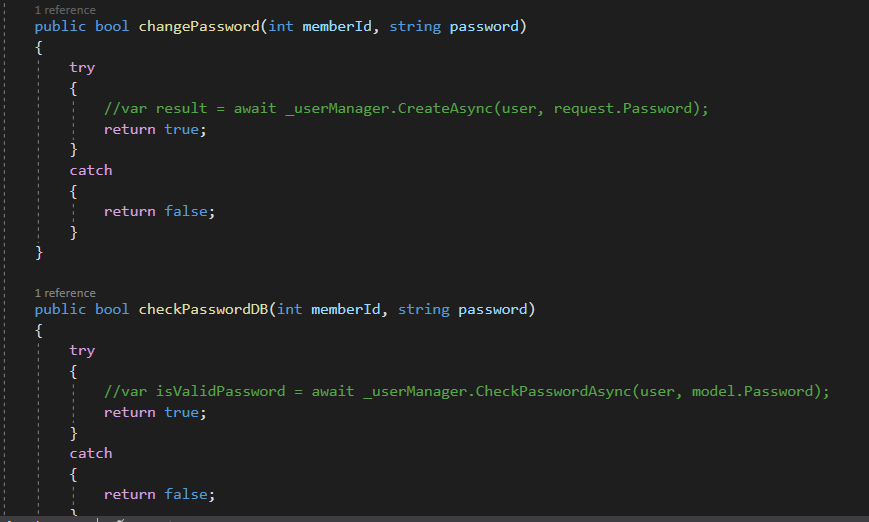 1 reference
public bool changePassword(int memberId, string password)
{
try
{
//var result = await _userManager.CreateAsync(user, request.Password);
return true;
}
catch
{
return false;
}
}
1 reference
public bool checkPasswordDB(int memberId, string password)
{
try
{
//var isValidPassword = await _userManager.CheckPasswordAsync(user, model.Password);
return true;
}
catch
{
return false;
}